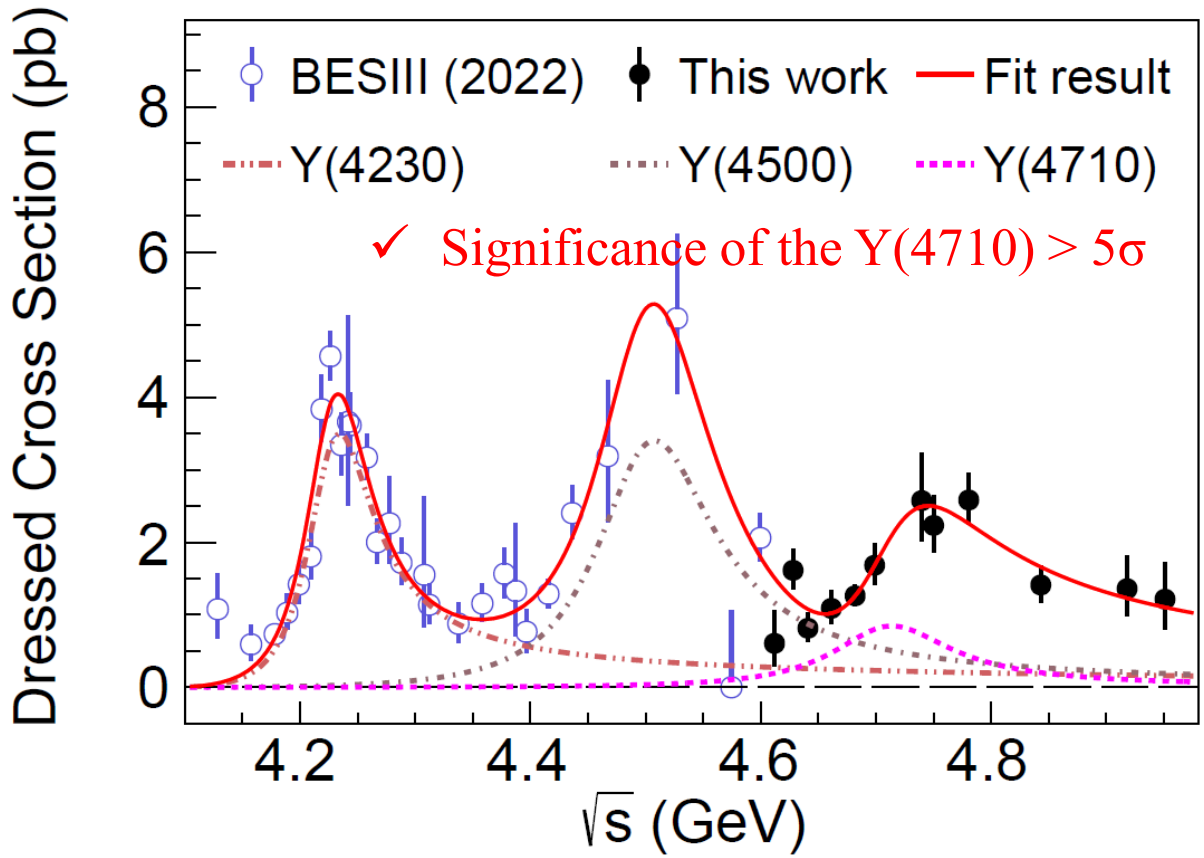 Dressed Cross Section (pb)
BESIII (2022) This work Fit result
Y(4230) Y(4500) Y(4710)
✓ Significance of the Y(4710) > 5σ
8
6
4
2
0
4.2 4.4 4.6 4.8
√s (GeV)